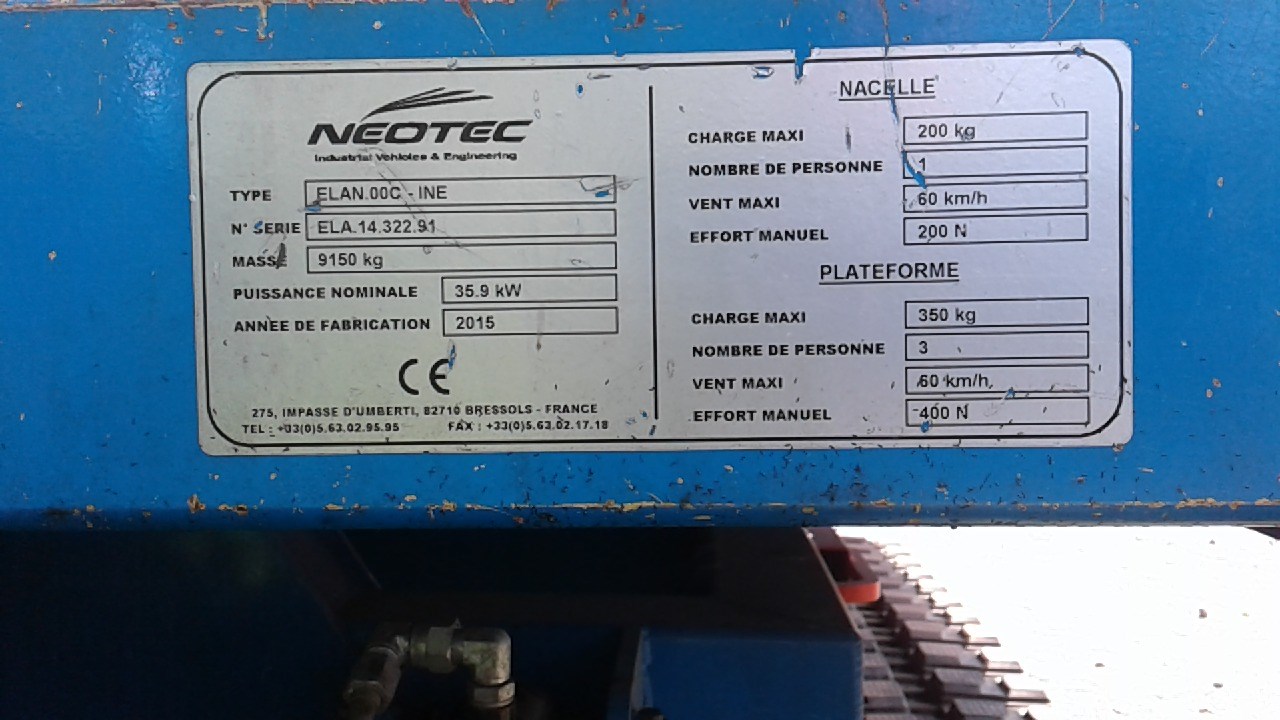 NEOTEC
Industrial Vehicles & Engineering
TYPE ELAN.00C - INE
N° SERIE ELA.14.322.91
MASSE 9150 kg
PUISSANCE NOMINALE 35.9 kW
ANNEE DE FABRICATION 2015
CE
275, IMPASSE D'UMBERTI, 82710 BRESSOLS - FRANCE
TEL : +33(0)5.63.02.95.95 FAX : +33(0)5.63.02.17.18
NACELLE
CHARGE MAXI 200 kg
NOMBRE DE PERSONNE 1
VENT MAXI 60 km/h
EFFORT MANUEL 200 N
PLATEFORME
CHARGE MAXI 350 kg
NOMBRE DE PERSONNE 3
VENT MAXI 60 km/h
EFFORT MANUEL 400 N